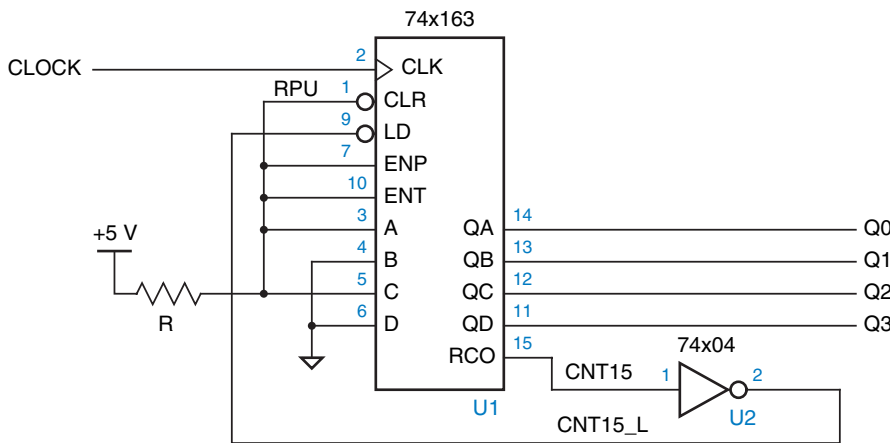 74x163
CLOCK
2
CLK
RPU
1
CLR
9
LD
7
ENP
10
ENT
3
A
QA
14
Q0
+5 V
4
B
QB
13
Q1
5
C
QC
12
Q2
R
6
D
QD
11
Q3
RCO
15
74x04
CNT15
1
2
U1
U2
CNT15_L